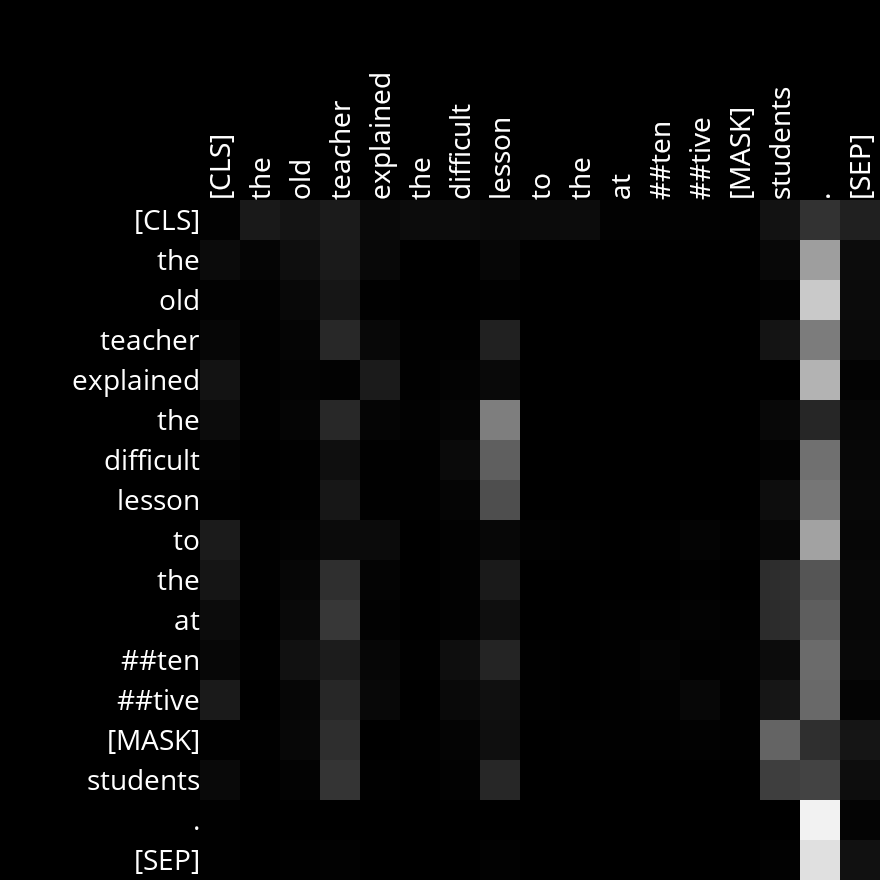 [CLS] the old teacher explained the difficult lesson to the at ##ten ##tive [MASK] students . [SEP]
[CLS]
the
old
teacher
explained
the
difficult
lesson
to
the
at
##ten
##tive
[MASK]
students
.
[SEP]